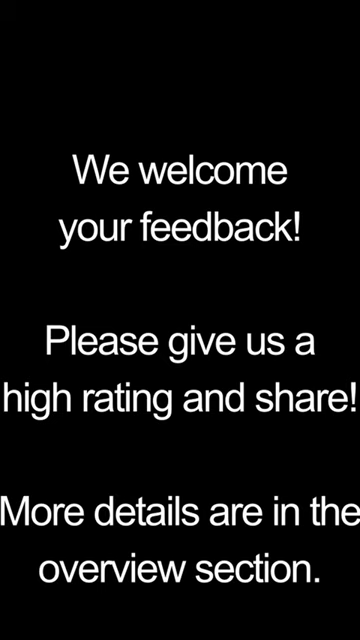 We welcome
your feedback!
Please give us a
high rating and share!
More details are in the
overview section.